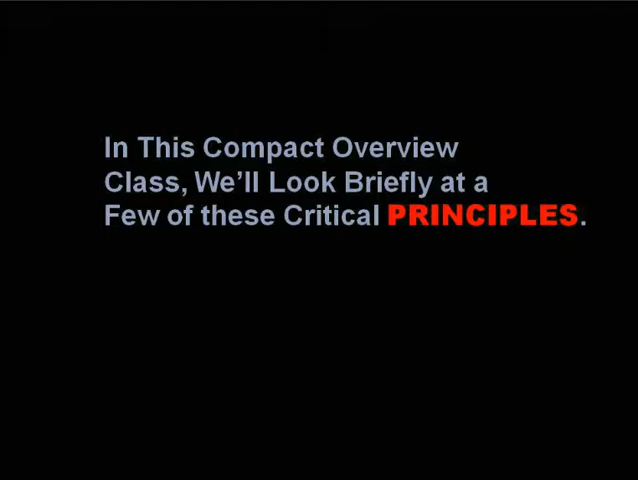 In This Compact Overview
Class, We’ll Look Briefly at a
Few of these Critical PRINCIPLES.